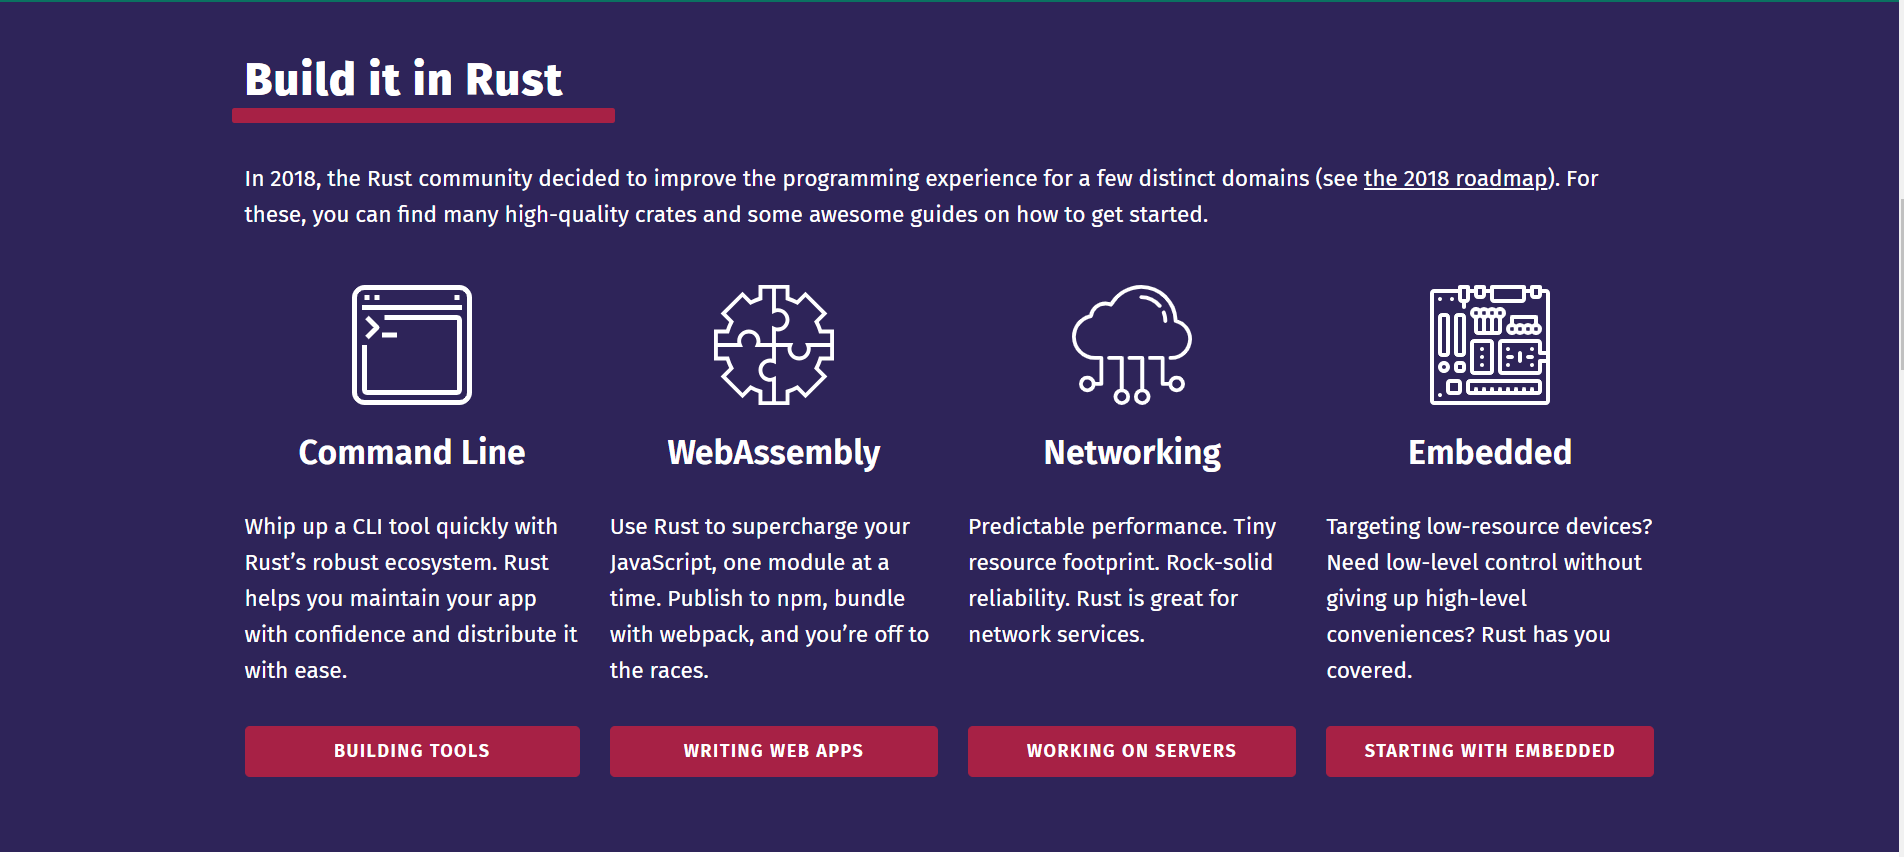 Build it in Rust
In 2018, the Rust community decided to improve the programming experience for a few distinct domains (see the 2018 roadmap). For
these, you can find many high-quality crates and some awesome guides on how to get started.
Command Line
Whip up a CLI tool quickly with
Rust’s robust ecosystem. Rust
helps you maintain your app
with confidence and distribute it
with ease.
BUILDING TOOLS
WebAssembly
Use Rust to supercharge your
JavaScript, one module at a
time. Publish to npm, bundle
with webpack, and you’re off to
the races.
WRITING WEB APPS
Networking
Predictable performance. Tiny
resource footprint. Rock-solid
reliability. Rust is great for
network services.
WORKING ON SERVERS
Embedded
Targeting low-resource devices?
Need low-level control without
giving up high-level
conveniences? Rust has you
covered.
STARTING WITH EMBEDDED